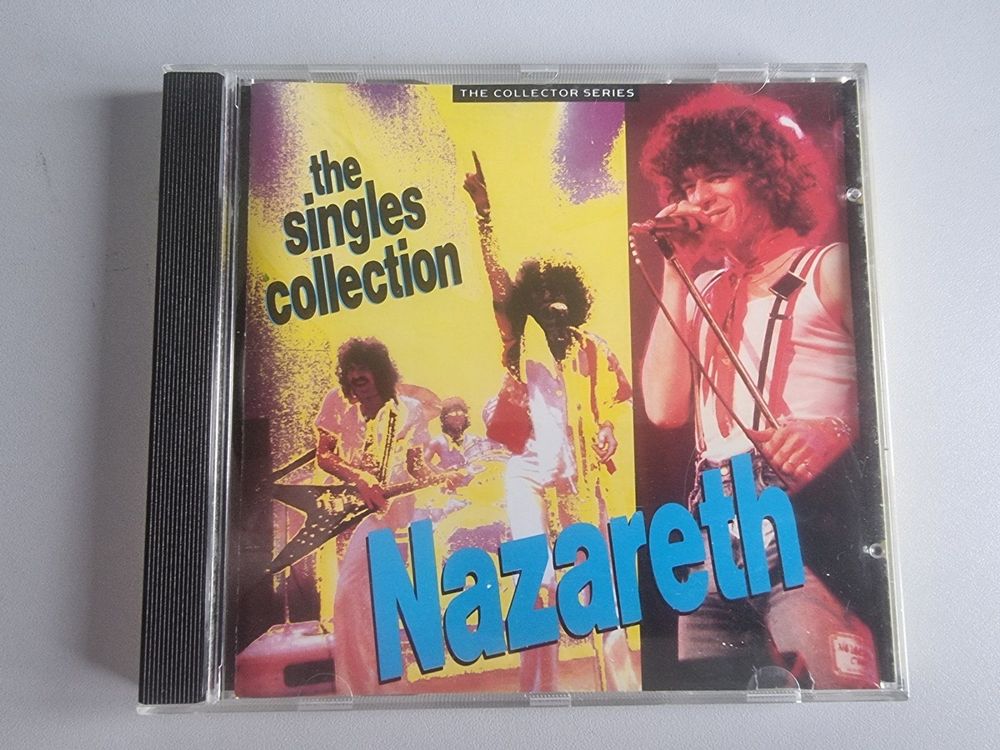 THE COLLECTOR SERIES
the
singles
collection
Nazareth